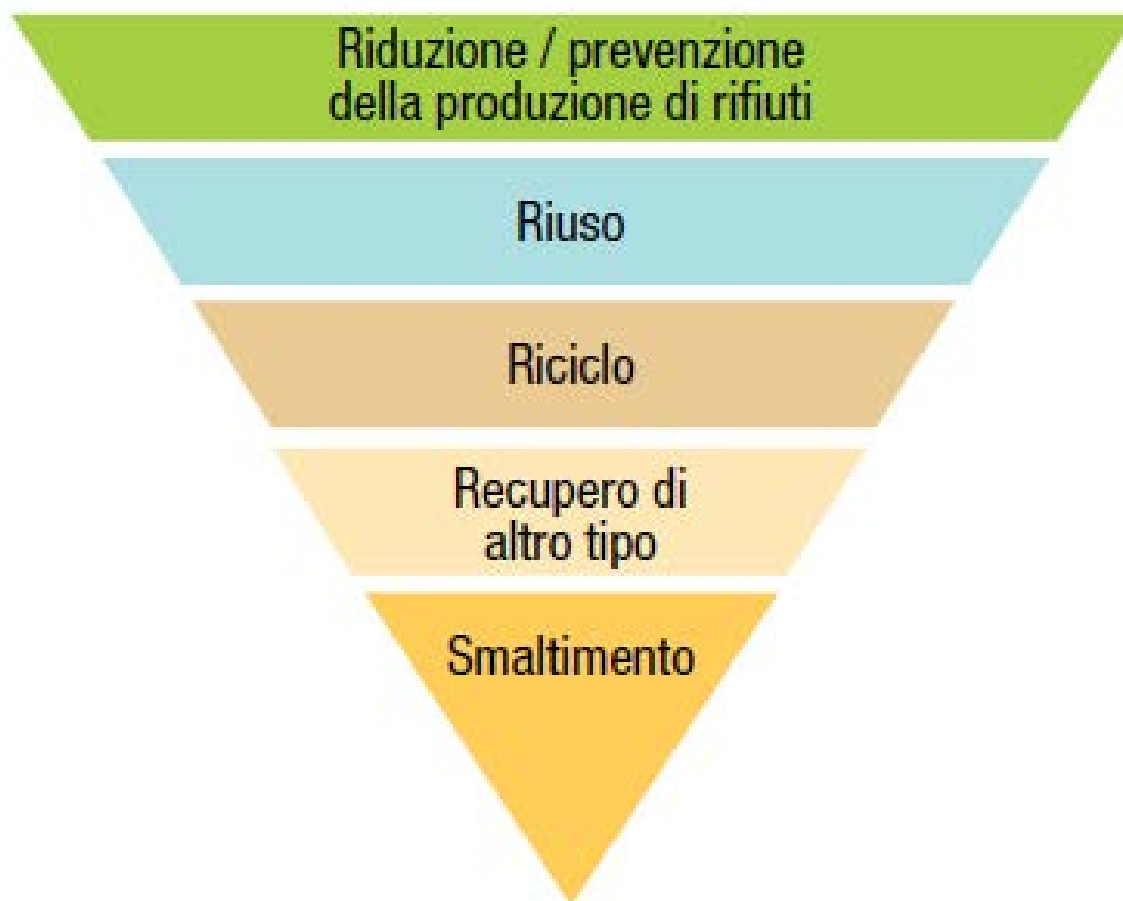 Riduzione / prevenzione
della produzione di rifiuti
Riuso
Riciclo
Recupero di
altro tipo
Smaltimento